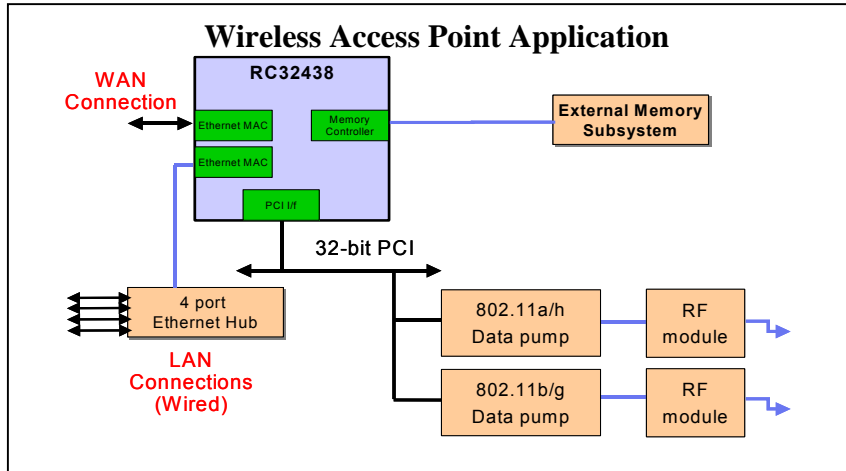 Wireless Access Point Application
RC32438
WAN
Connection
Ethernet MAC
Memory
Controller
External Memory
Subsystem
Ethernet MAC
PCI I/f
32-bit PCI
4 port
Ethernet Hub
802.11a/h
Data pump
RF
module
LAN
Connections
(Wired)
802.11b/g
Data pump
RF
module